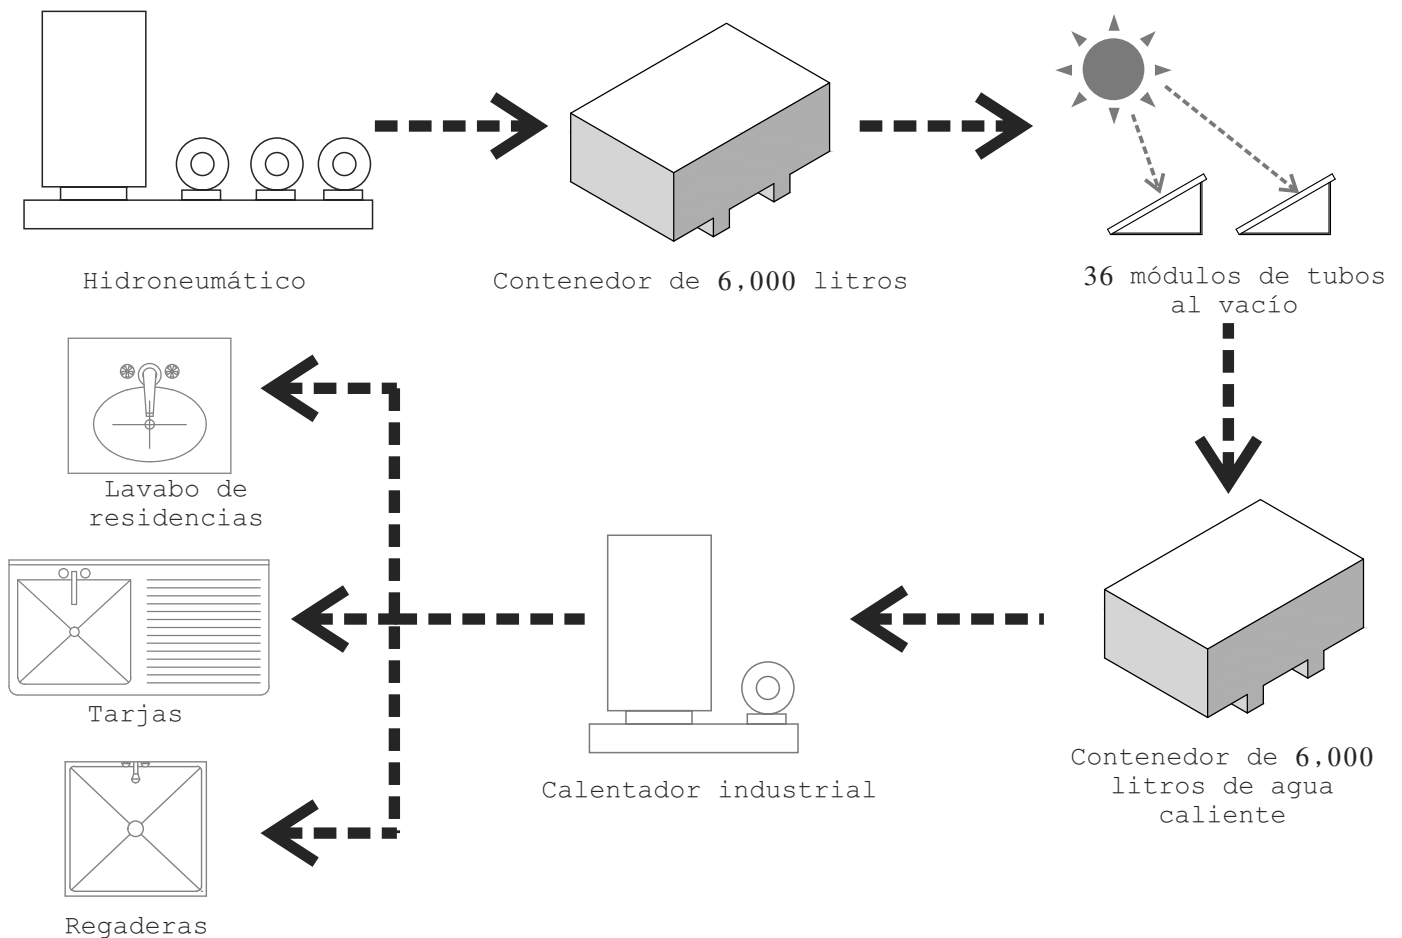 Hidroneumático
Contenedor de 6,000 litros
36 módulos de tubos
al vacío
Lavabo de
residencias
Tarjas
Calentador industrial
Contenedor de 6,000
litros de agua
caliente
Regaderas